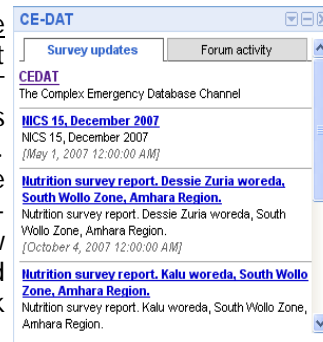 CE-DAT
Survey updates
Forum activity
CEDAT
The Complex Emergency Database Channel
NICS 15, December 2007
NICS 15, December 2007
[May 1, 2007 12:00:00 AM]
Nutrition survey report. Dessie Zuria woreda,
South Wollo Zone, Amhara Region.
Nutrition survey report. Dessie Zuria woreda, South
Wollo Zone, Amhara Region.
[October 4, 2007 12:00:00 AM]
Nutrition survey report. Kalu woreda, South Wollo
Zone, Amhara Region.
Nutrition survey report. Kalu woreda, South Wollo Zone,
Amhara Region.